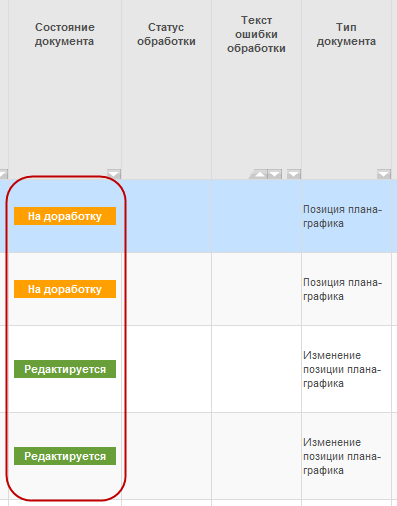 Состояние
документа
Статус
обработки
Текст
ошибки
обработки
Тип
документа
На доработку
Позиция плана-
графика
На доработку
Позиция плана-
графика
Редактируется
Изменение
позиции плана-
графика
Редактируется
Изменение
позиции плана-
графика